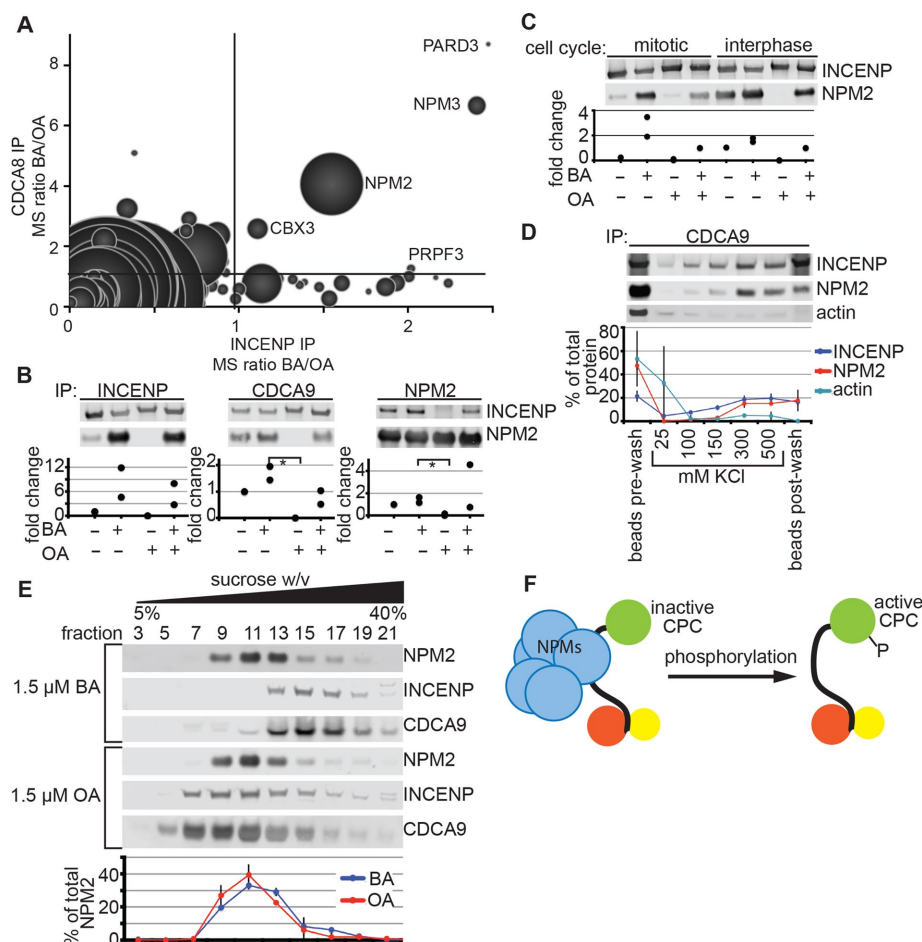 A
8
6
4
2
0
CDCA8 IP
MS ratio BA/OA
PARD3
NPM3
NPM2
CBX3
PRPF3
0
1
2
INCENP IP
MS ratio BA/OA
B
IP: INCENP CDCA9 NPM2
INCENP
NPM2
fold change
12
9
6
3
0
fold change
2
1
0
*
fold change
4
2
0
*
BA – + – + – + – + – + – +
OA – – + + – – + + – – + +
C
cell cycle: mitotic interphase
INCENP
NPM2
fold change
4
2
0
BA – + – + – + – +
OA – – + + – – + +
D
IP: CDCA9
INCENP
NPM2
actin
% of total
protein
80
60
40
20
0
INCENP
NPM2
actin
beads pre-wash
25
100
150
300
500
mM KCl
beads post-wash
E
sucrose w/v
5% 40%
fraction 3 5 7 9 11 13 15 17 19 21
1.5 µM BA
NPM2
INCENP
CDCA9
1.5 µM OA
NPM2
INCENP
CDCA9
% of total
NPM2
40
20
0
BA
OA
F
NPMs
inactive
CPC
phosphorylation
active
CPC
P